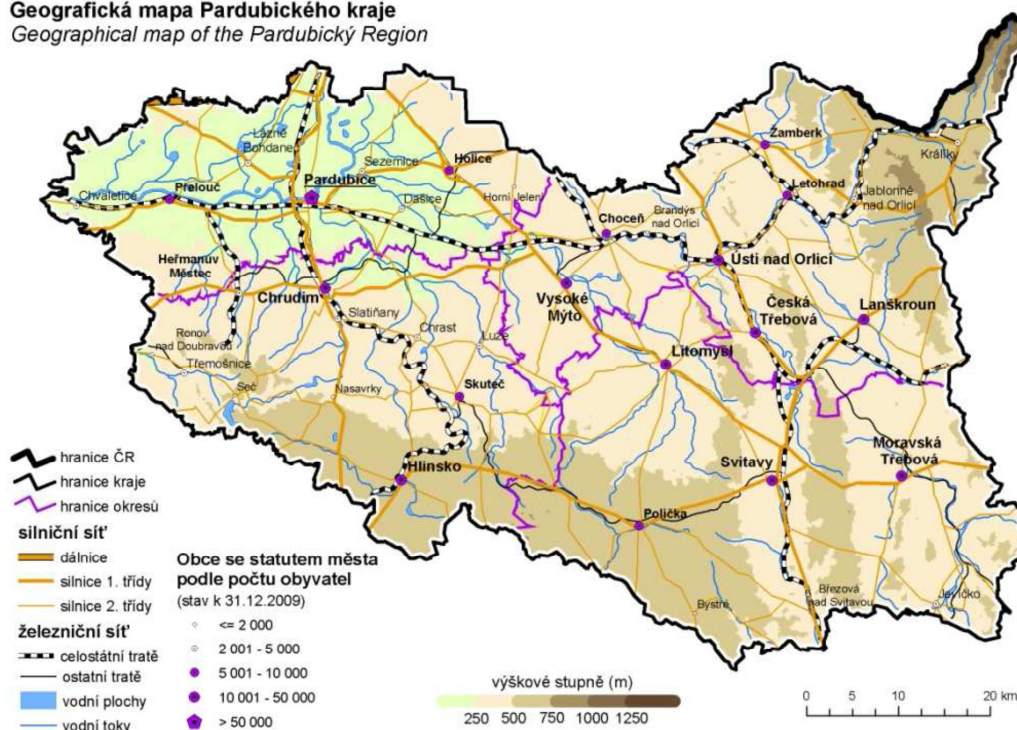 Geografická mapa Pardubického kraje
Geographical map of the Pardubický Region
Lázně
Bohdaneč
Sezemice
Holice
Chvaletice
Přelouč
Pardubice
Dašice
Horní Jelení
Žamberk
Králíky
Letohrad
Jablonné
nad Orlicí
Choceň
Brandýs
nad Orlicí
Ústí nad Orlicí
Heřmanův
Městec
Chrudim
Vysoké
Mýto
Česká
Třebová
Lanškroun
Slatiňany
Chrast
Luže
Litomyšl
Ronov
nad Doubravou
Třemošnice
Seč
Nasavrky
Skuteč
Hlinsko
Svitavy
Moravská
Třebová
Polička
Bystré
Březová
nad Svitavou
Jevíčko
hranice ČR
hranice kraje
hranice okresů
silniční síť
dálnice
silnice 1. třídy
silnice 2. třídy
železniční síť
celostátní tratě
ostatní tratě
vodní plochy
vodní toky
Obce se statutem města
podle počtu obyvatel
(stav k 31.12.2009)
<= 2 000
2 001 - 5 000
5 001 - 10 000
10 001 - 50 000
> 50 000
výškové stupně (m)
250 500 750 1000 1250
0 5 10 20 km